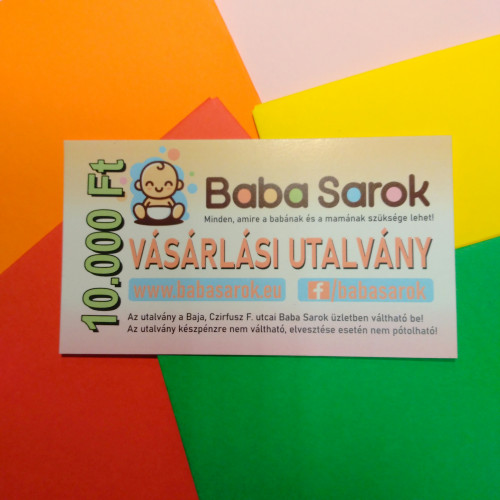 10.000 Ft
Baba Sarok
Minden, amire a babának és a mamának szüksége lehet!
VÁSÁRLÁSI UTALVÁNY
www.babasarok.eu
f/babasarok
Az utalvány a Baja, Czirfusz F. utcai Baba Sarok üzletben váltható be!
Az utalvány készpénzre nem váltható, elvesztése esetén nem pótolható!